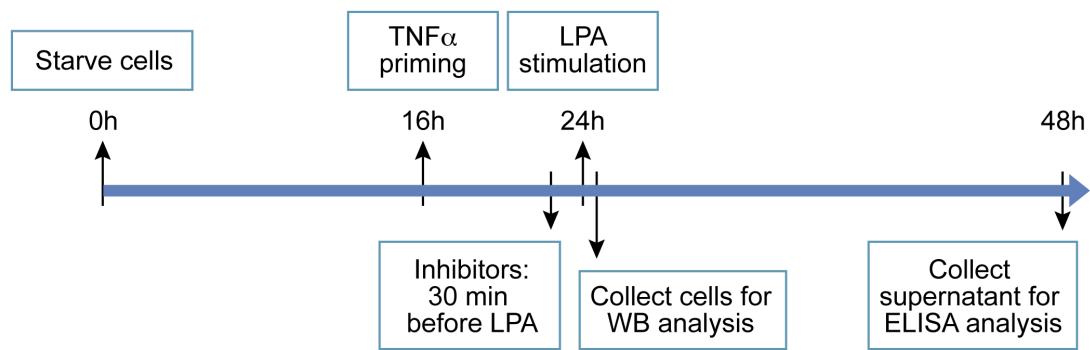 Starve cells
TNFα
priming
LPA
stimulation
0h
16h
24h
48h
Inhibitors:
30 min
before LPA
Collect cells for
WB analysis
Collect
supernatant for
ELISA analysis